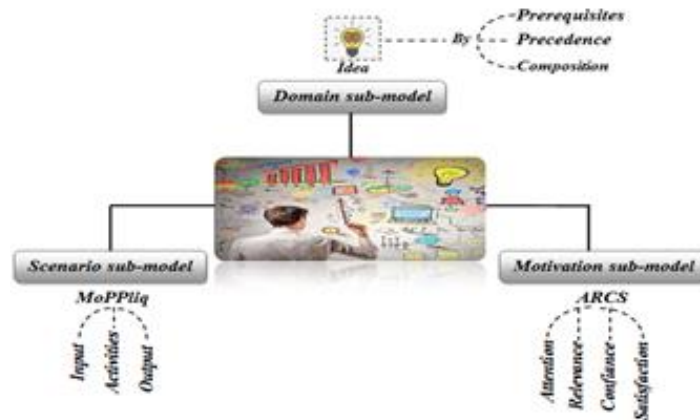 Prerequisites
By
Precedence
Composition
Idea
Domain sub-model
Scenario sub-model
MoPPliq
Input
Activities
Output
Motivation sub-model
ARCS
Attention
Relevance
Confiance
Satisfaction